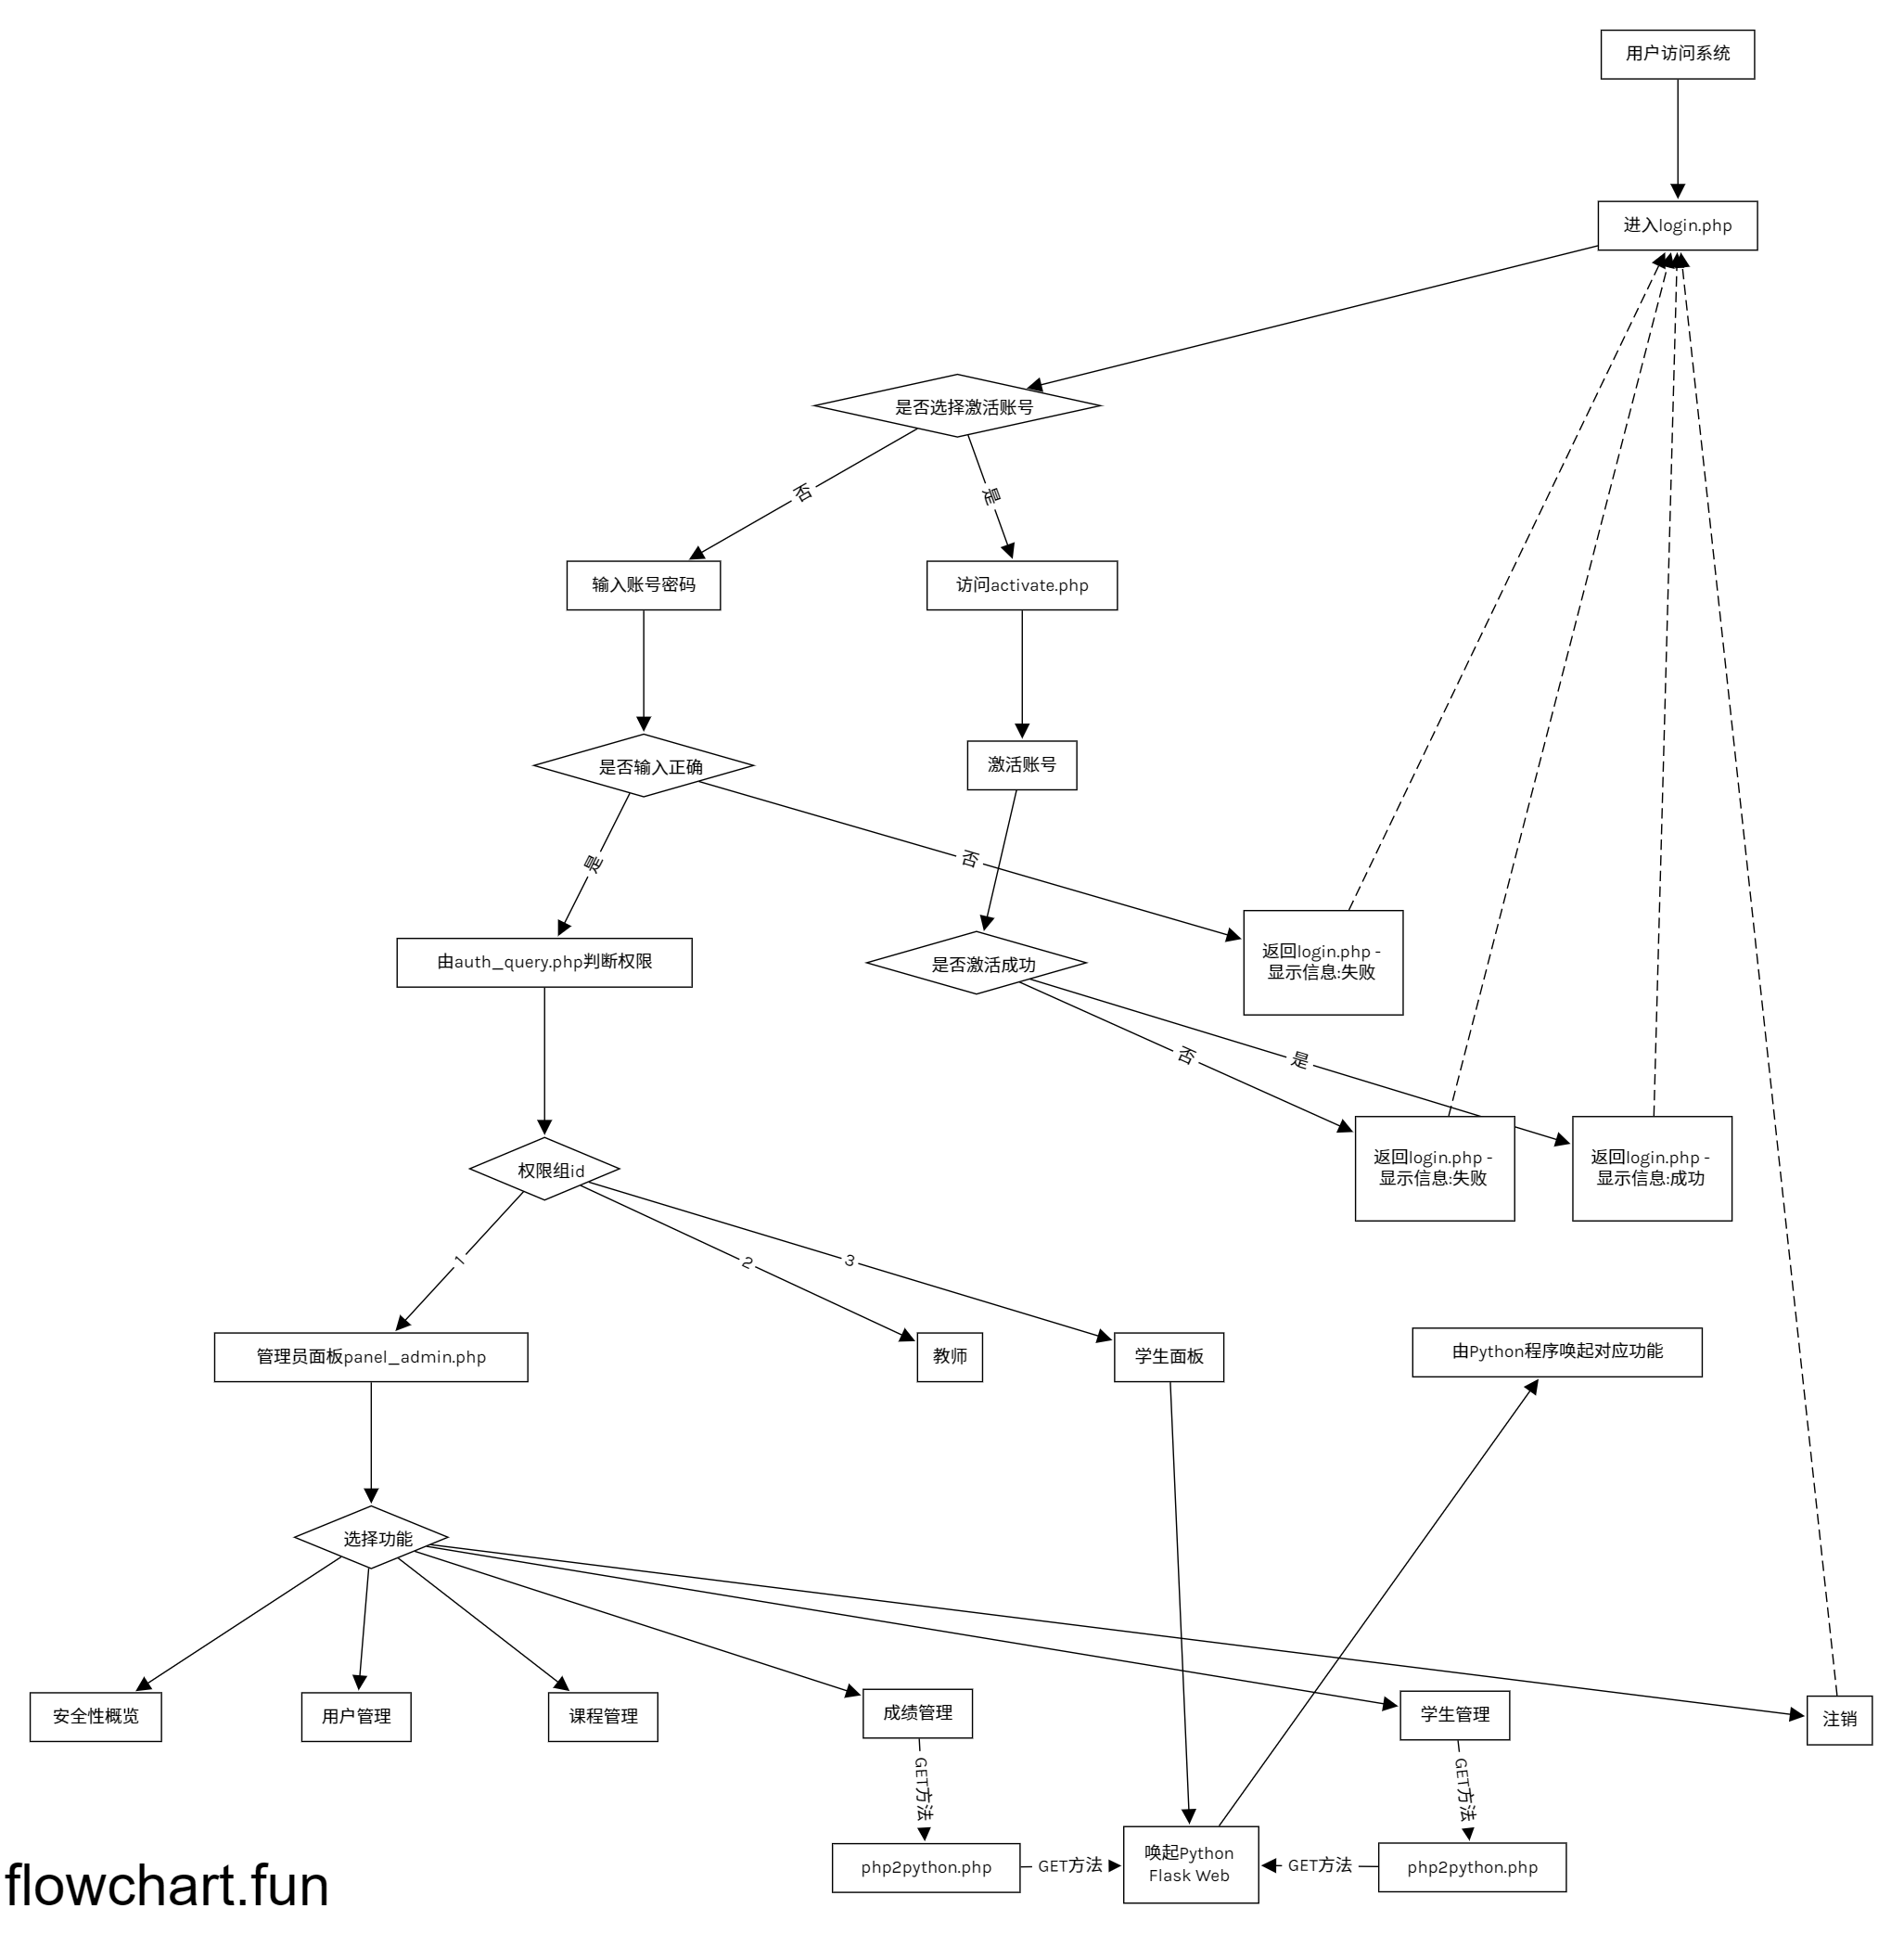 用户访问系统
进入login.php
是否选择激活账号
否
是
输入账号密码
访问activate.php
是否输入正确
激活账号
是
否
由auth_query.php判断权限
是否激活成功
返回login.php -
显示信息:失败
否
是
权限组id
返回login.php -
显示信息:失败
返回login.php -
显示信息:成功
1
2
3
管理员面板panel_admin.php
教师
学生面板
由Python程序唤起对应功能
选择功能
安全性概览
用户管理
课程管理
成绩管理
学生管理
注销
GET方法
GET方法
php2python.php
GET方法
唤起Python
Flask Web
GET方法
php2python.php
flowchart.fun